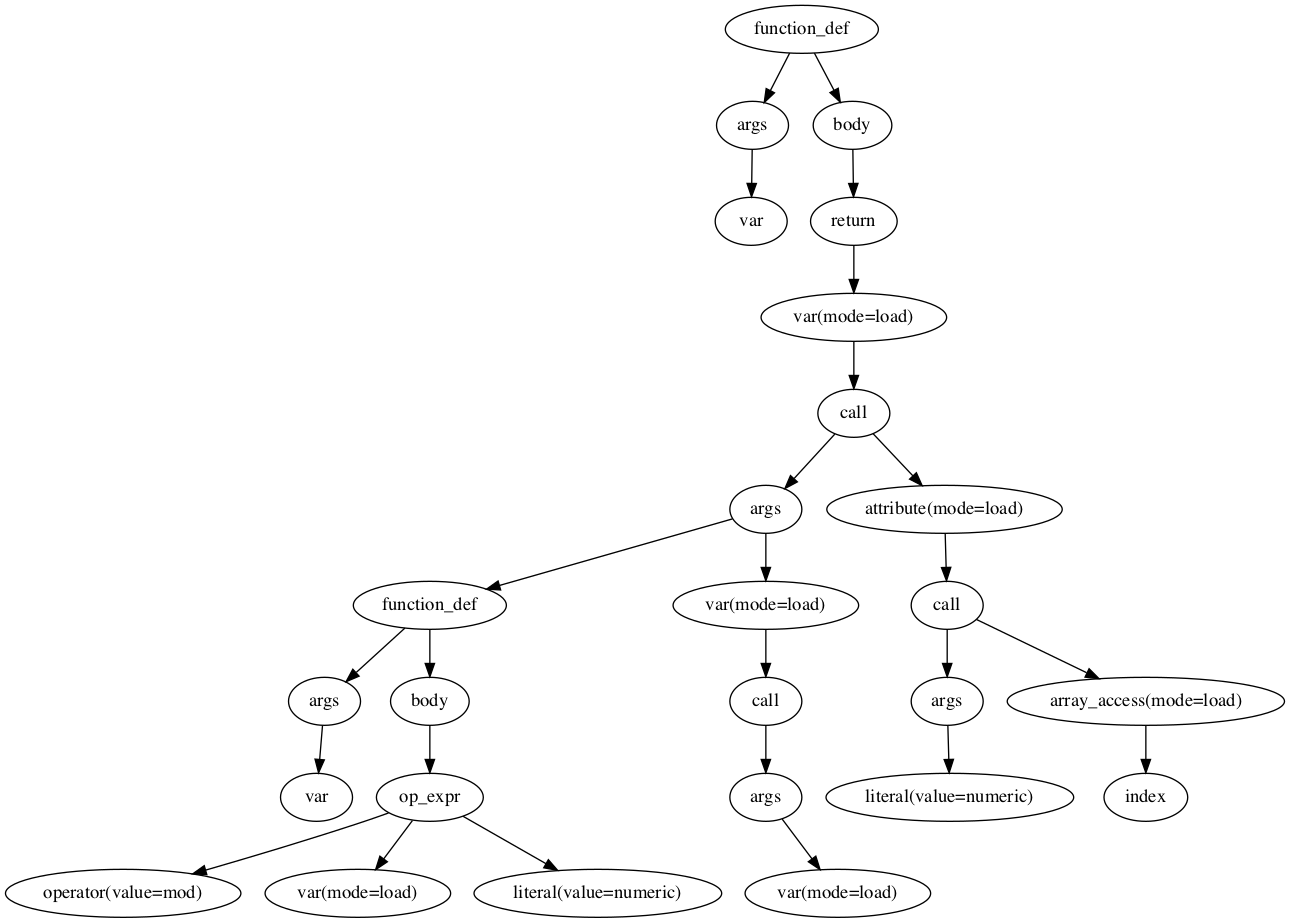 function_def
args
body
var
return
var(mode=load)
call
args
attribute(mode=load)
function_def
var(mode=load)
call
args
body
call
args
array_access(mode=load)
var
op_expr
args
literal(value=numeric)
index
operator(value=mod)
var(mode=load)
literal(value=numeric)
var(mode=load)